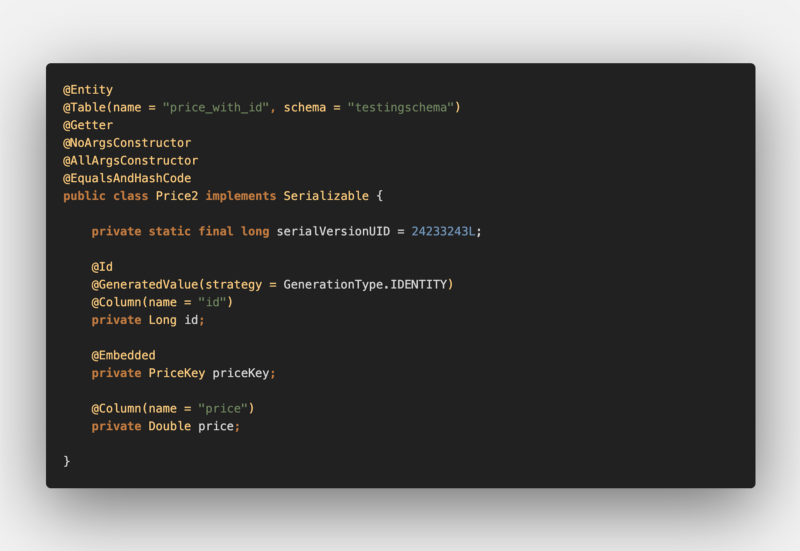 @Entity
@Table(name = "price_with_id", schema = "testingschema")
@Getter
@NoArgsConstructor
@AllArgsConstructor
@EqualsAndHashCode
public class Price2 implements Serializable {
private static final long serialVersionUID = 24233243L;
@Id
@GeneratedValue(strategy = GenerationType.IDENTITY)
@Column(name = "id")
private Long id;
@Embedded
private PriceKey priceKey;
@Column(name = "price")
private Double price;
}